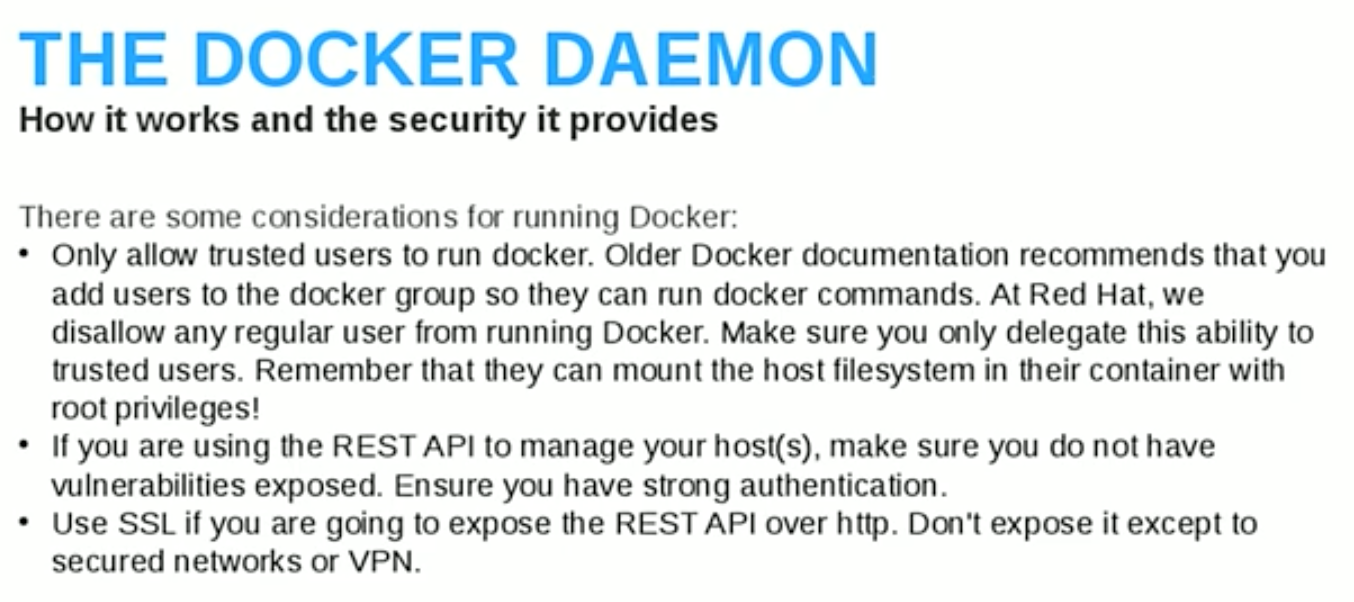 THE DOCKER DAEMON
How it works and the security it provides
There are some considerations for running Docker:
• Only allow trusted users to run docker. Older Docker documentation recommends that you
add users to the docker group so they can run docker commands. At Red Hat, we
disallow any regular user from running Docker. Make sure you only delegate this ability to
trusted users. Remember that they can mount the host filesystem in their container with
root privileges!
• If you are using the REST API to manage your host(s), make sure you do not have
vulnerabilities exposed. Ensure you have strong authentication.
• Use SSL if you are going to expose the REST API over http. Don't expose it except to
secured networks or VPN.